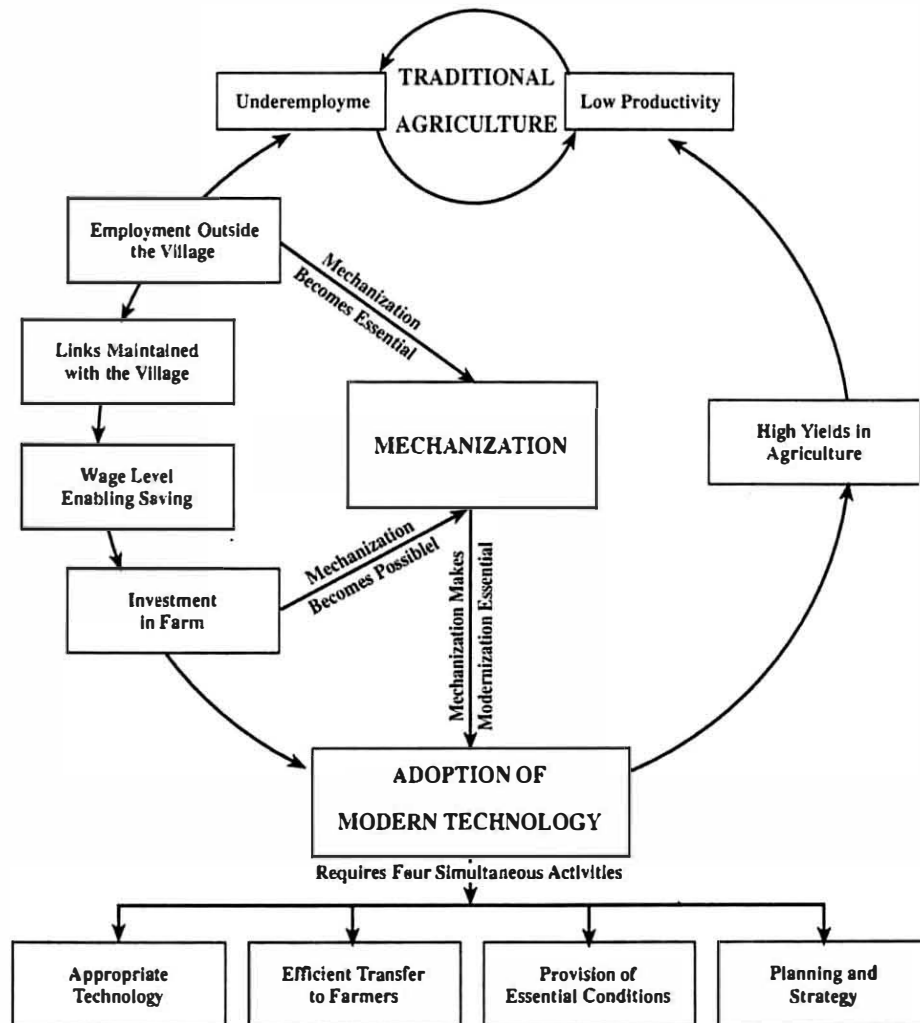 TRADITIONAL
AGRICULTURE
Underemployme
Low Productivity
Employment Outside
the Village
Mechanization
Becomes Essential
Links Maintained
with the Village
MECHANIZATION
High Yields in
Agriculture
Wage Level
Enabling Saving
Mechanization
Becomes Possible!
Investment
in Farm
Mechanization Makes
Modernization Essential
ADOPTION OF
MODERN TECHNOLOGY
Requires Four Simultaneous Activities
Appropriate
Technology
Efficient Transfer
to Farmers
Provision of
Essential Conditions
Planning and
Strategy